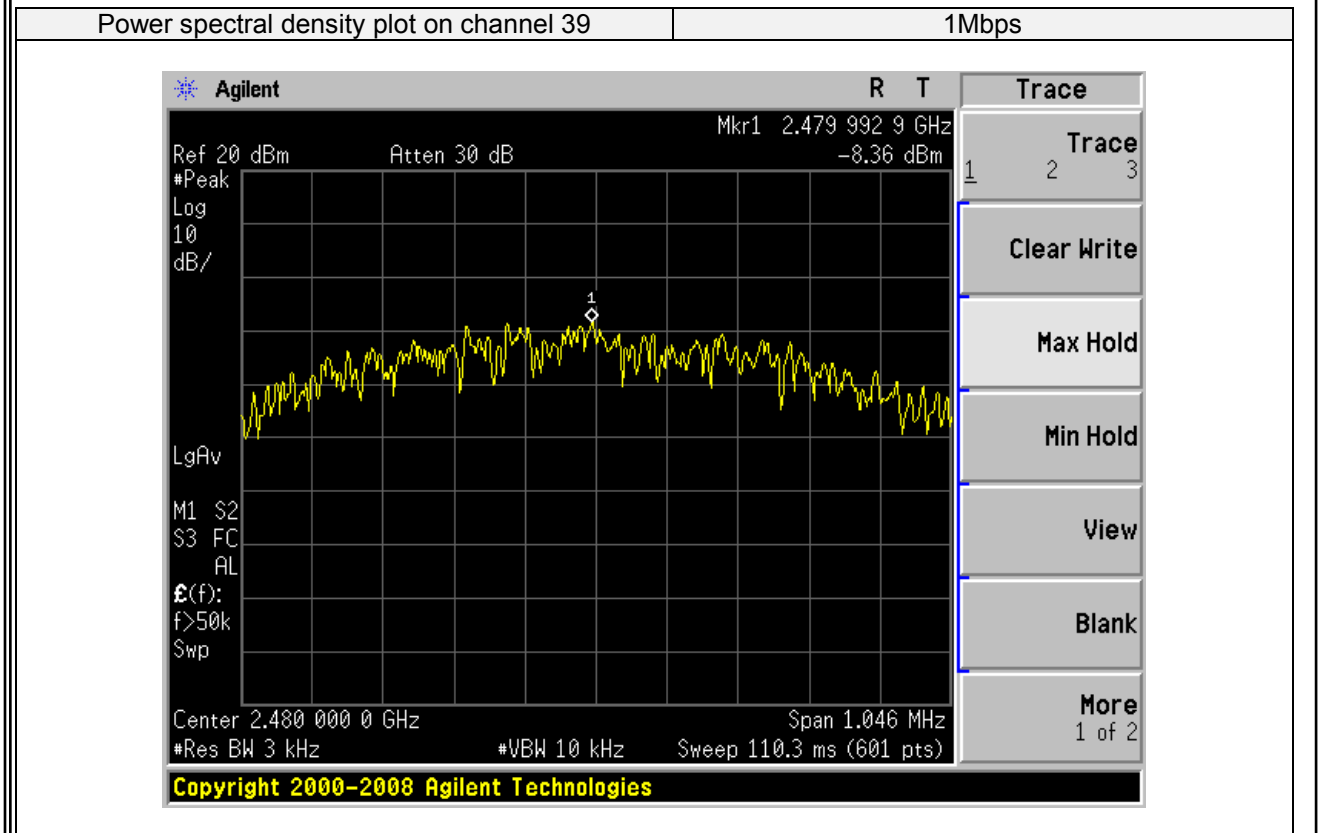 Power spectral density plot on channel 39 1Mbps
Agilent R T Trace
Mkr1 2.479 992 9 GHz
Ref 20 dBm Atten 30 dB -8.36 dBm
#Peak
Log
10
dB/
1
LgAv
M1 S2
S3 FC
AL
£(f):
f>50k
Swp
Center 2.480 000 0 GHz Span 1.046 MHz
#Res BW 3 kHz #VBW 10 kHz Sweep 110.3 ms (601 pts)
Trace
1 2 3
Clear Write
Max Hold
Min Hold
View
Blank
More
1 of 2
Copyright 2000-2008 Agilent Technologies